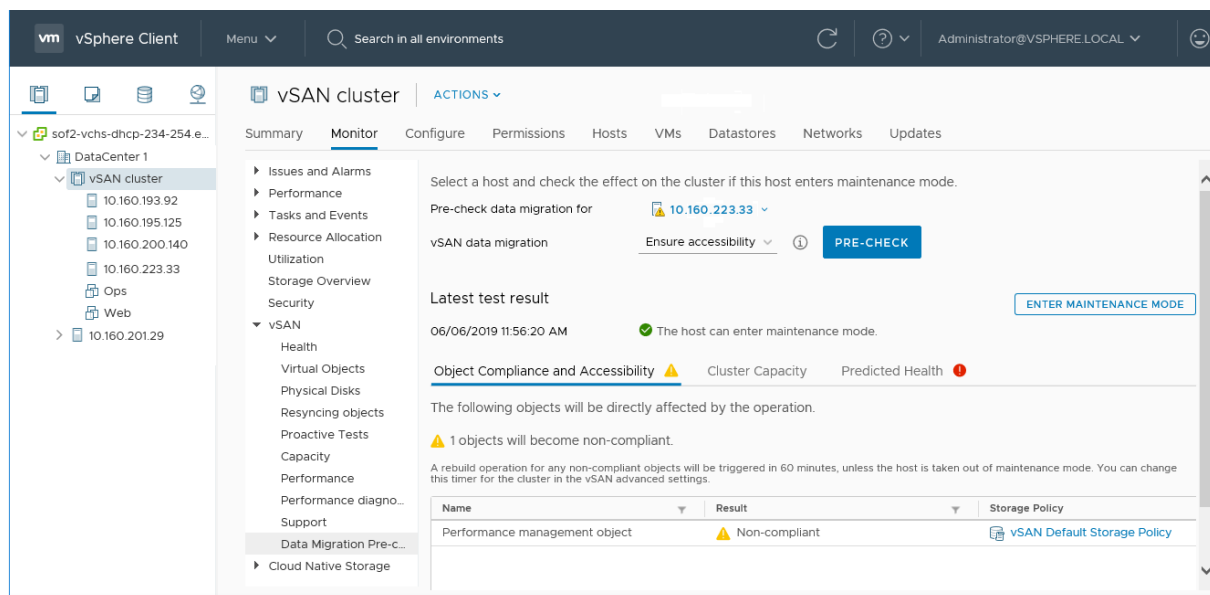 vm vSphere Client Menu Search in all environments Administrator@VSPHERE.LOCAL
vSAN cluster ACTIONS
Summary Monitor Configure Permissions Hosts VMs Datastores Networks Updates
sof2-vchs-dhcp-234-254.e...
DataCenter 1
vSAN cluster
10.160.193.92
10.160.195.125
10.160.200.140
10.160.223.33
Ops
Web
10.160.201.29
Issues and Alarms
Performance
Tasks and Events
Resource Allocation
Utilization
Storage Overview
Security
vSAN
Health
Virtual Objects
Physical Disks
Resyncing objects
Proactive Tests
Capacity
Performance
Performance diagno...
Support
Data Migration Pre-c...
Cloud Native Storage
Select a host and check the effect on the cluster if this host enters maintenance mode.
Pre-check data migration for 10.160.223.33
vSAN data migration Ensure accessibility PRE-CHECK
Latest test result
ENTER MAINTENANCE MODE
06/06/2019 11:56:20 AM The host can enter maintenance mode.
Object Compliance and Accessibility Cluster Capacity Predicted Health
The following objects will be directly affected by the operation.
1 objects will become non-compliant.
A rebuild operation for any non-compliant objects will be triggered in 60 minutes, unless the host is taken out of maintenance mode. You can change
this timer for the cluster in the vSAN advanced settings.
Name Result Storage Policy
Performance management object Non-compliant vSAN Default Storage Policy